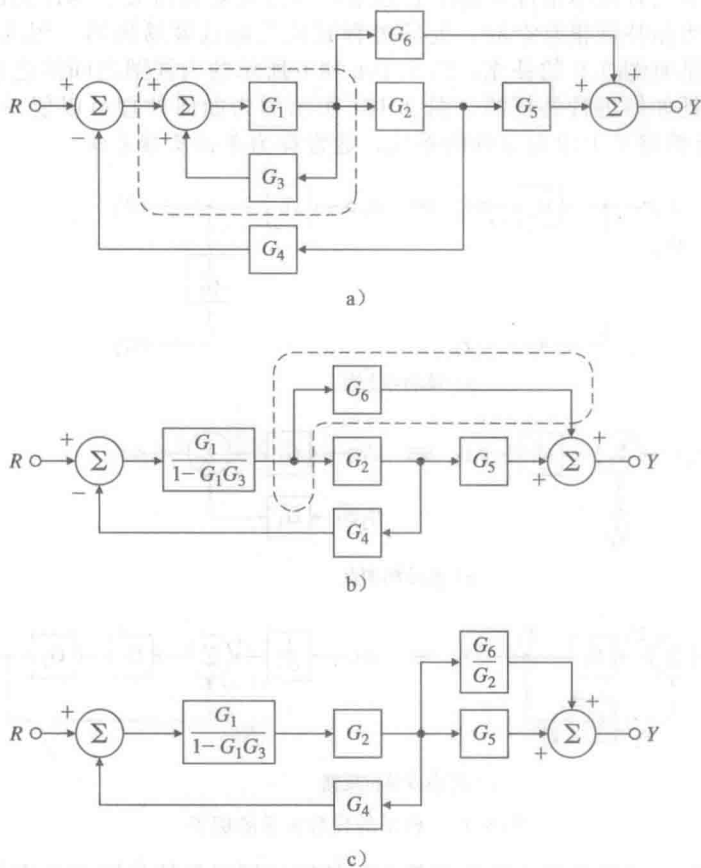 G₆
R Σ Σ G₁ G₂ G₅ Σ Y
+ − + + + +
G₃
G₄
a)
G₆
R + − Σ G₁/(1−G₁G₃) G₂ G₅ + + Σ Y
G₄
b)
G₆/G₂
R + − Σ G₁/(1−G₁G₃) G₂ G₅ + + Σ Y
G₄
c)